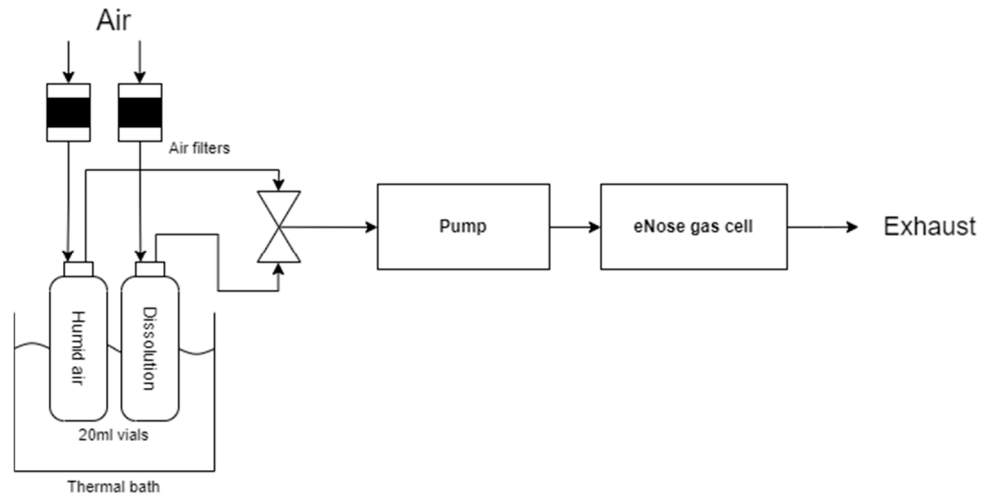 Air
Air filters
Pump
eNose gas cell
Exhaust
Humid air
Dissolution
20ml vials
Thermal bath